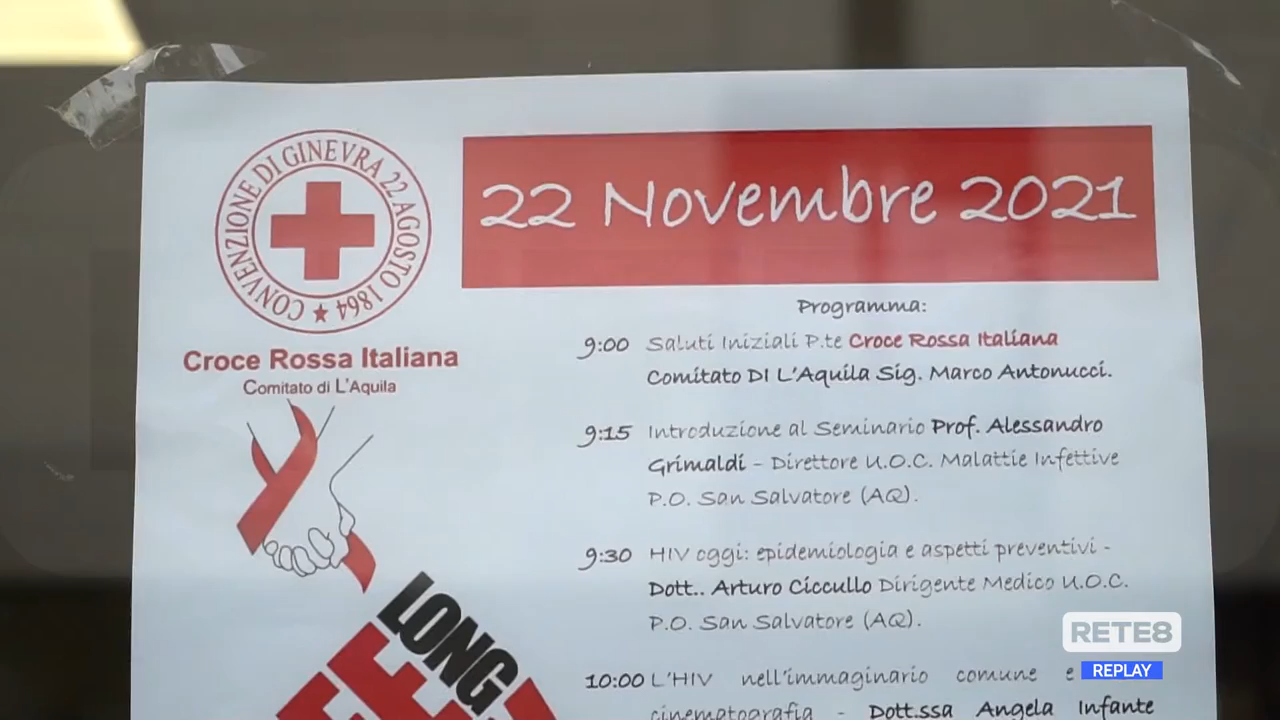 CONVENZIONE DI GINEVRA 22 AGOSTO 1864
Croce Rossa Italiana
Comitato di L'Aquila
22 Novembre 2021
Programma:
9:00 Saluti Iniziali P.te Croce Rossa Italiana
Comitato DI L'Aquila Sig. Marco Antonucci.
9:15 Introduzione al Seminario Prof. Alessandro
Grimaldi - Direttore U.O.C. Malattie Infettive
P.O. San Salvatore (AQ).
9:30 HIV oggi: epidemiologia e aspetti preventivi -
Dott.. Arturo Ciccullo Dirigente Medico U.O.C.
P.O. San Salvatore (AQ).
10:00 L'HIV nell'immaginario comune e
cinematografia - Dott.ssa Angela Infante
LONG
RETE8
REPLAY